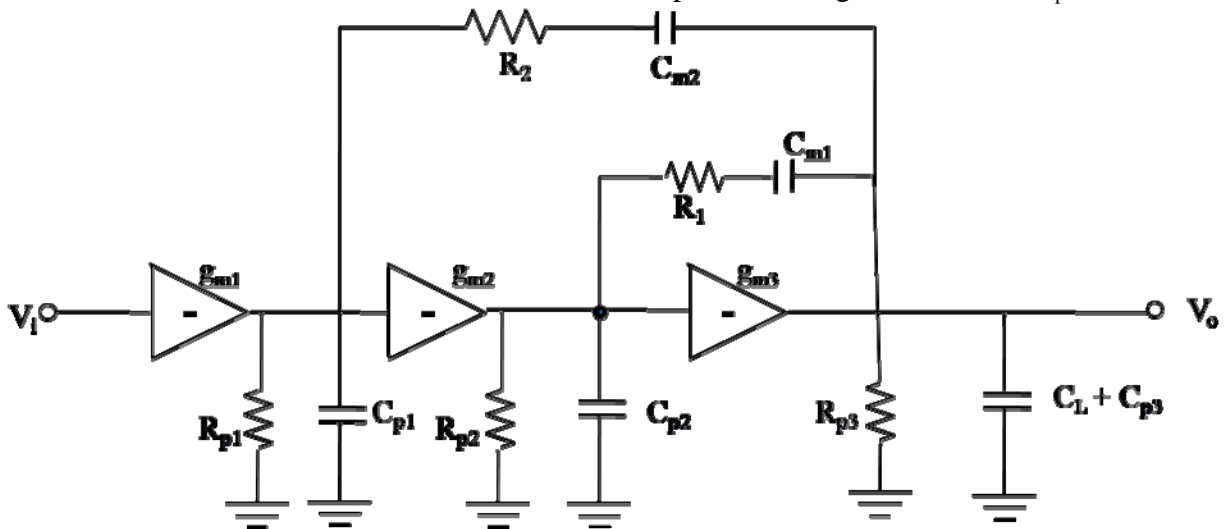 R2
Cm2
Cm1
R1
gm1
gm2
gm3
Vi
-
-
-
Vo
Rp1
Cp1
Rp2
Cp2
Rp3
CL + Cp3